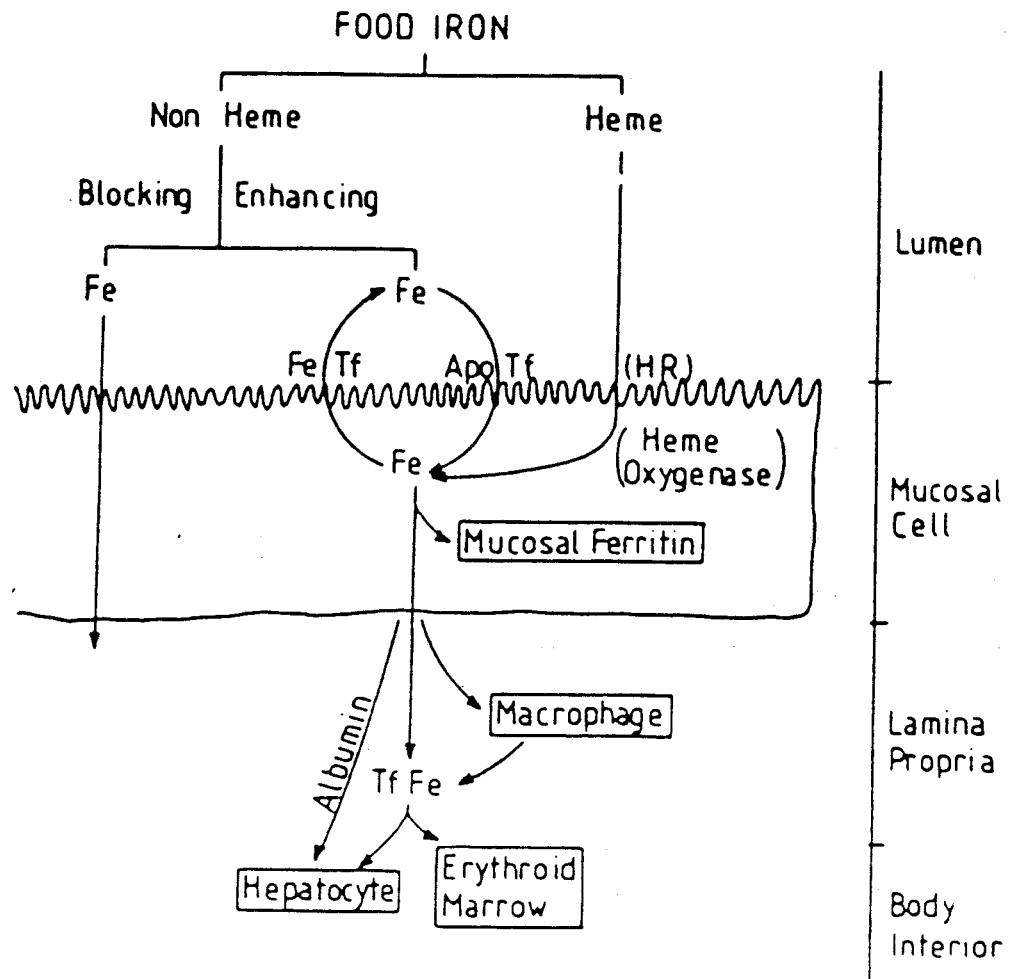 FOOD IRON
Non Heme
Heme
Blocking Enhancing
Lumen
Fe
Fe
Fe Tf
Apo Tf
(HR)
(Heme
Oxygenase)
Fe
Mucosal
Cell
Mucosal Ferritin
Albumin
Macrophage
Lamina
Propria
Tf Fe
Hepatocyte
Erythroid
Marrow
Body
Interior